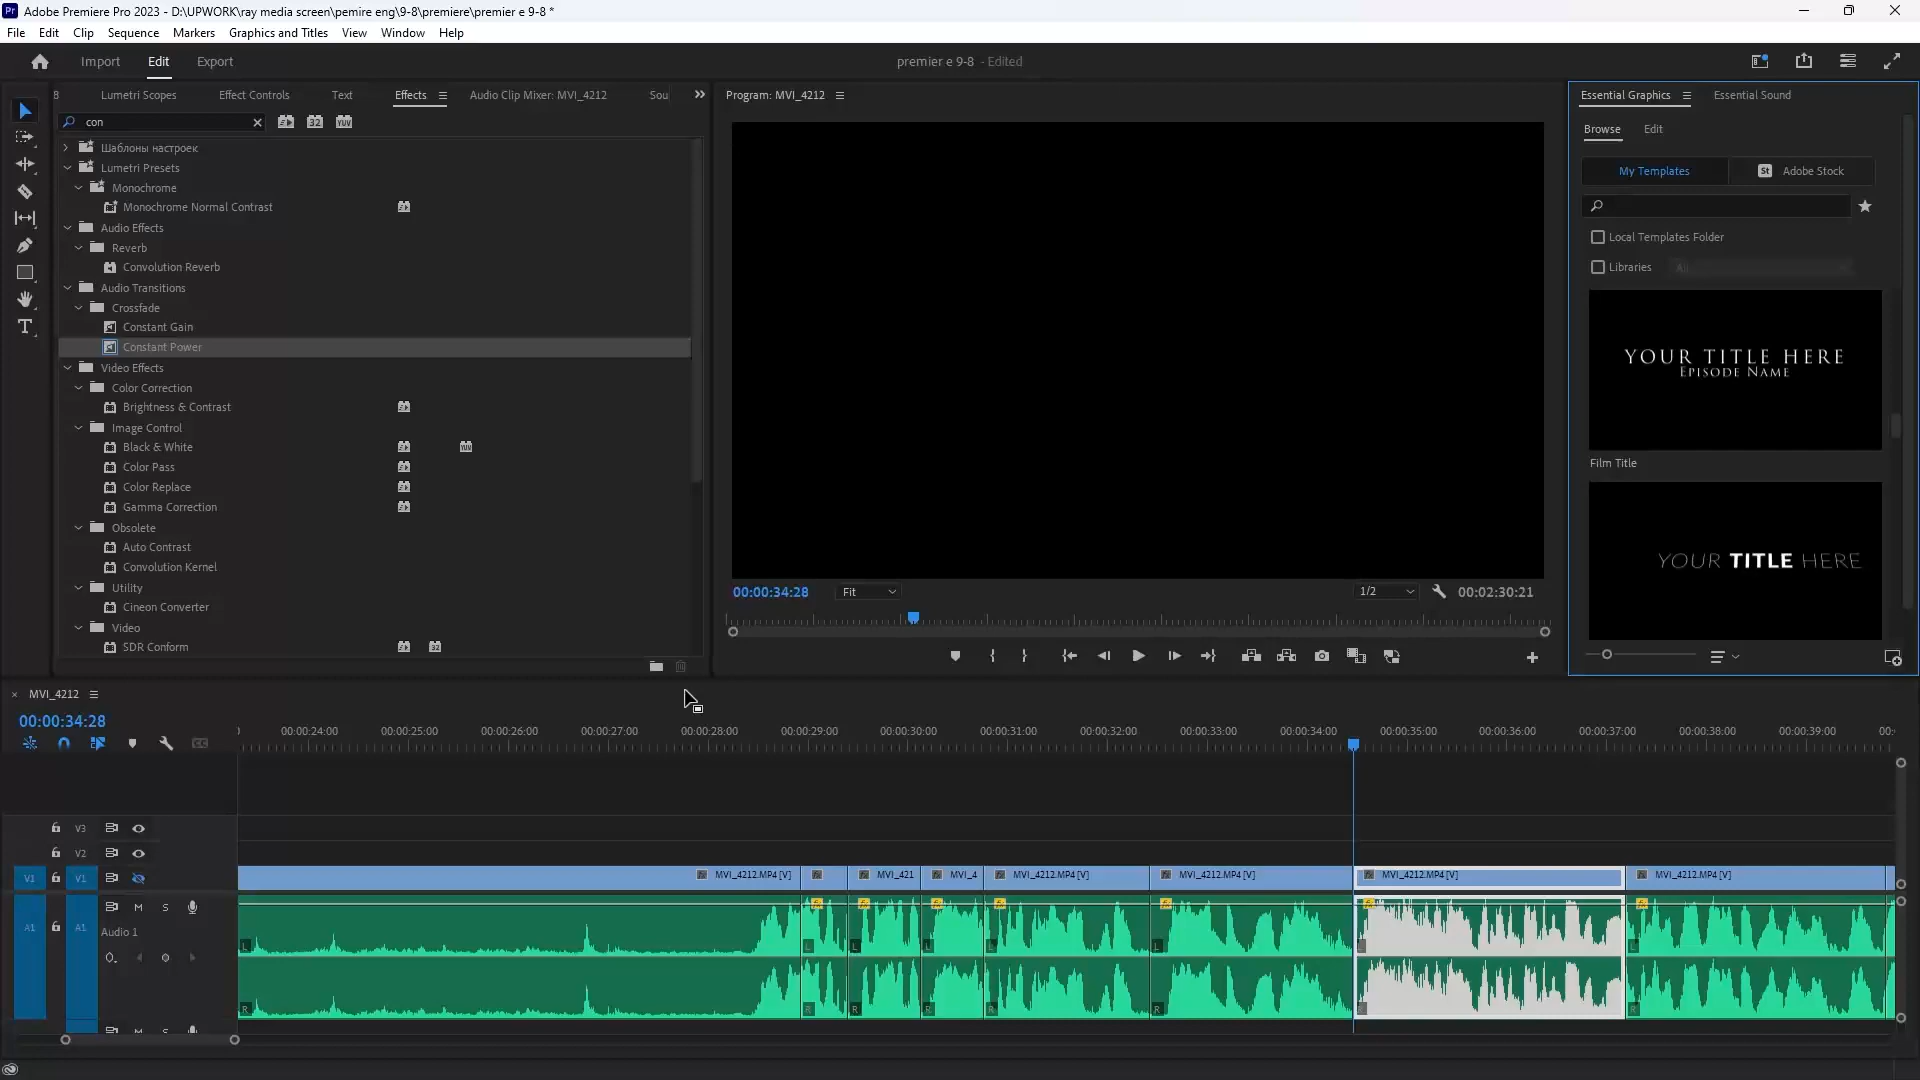 Adobe Premiere Pro 2023 - D:\UPWORK\ray media screen\pemire eng\9-8\premiere\premier e 9-8 *
File Edit Clip Sequence Markers Graphics and Titles View Window Help
Import Edit Export
premier e 9-8 - Edited
Lumetri Scopes Effect Controls Text Effects Audio Clip Mixer: MVI_4212 Sou
con
32 YUV
Шаблоны настроек
Lumetri Presets
Monochrome
Monochrome Normal Contrast
Audio Effects
Reverb
Convolution Reverb
Audio Transitions
Crossfade
Constant Gain
Constant Power
Video Effects
Color Correction
Brightness & Contrast
Image Control
Black & White
Color Pass
Color Replace
Gamma Correction
Obsolete
Auto Contrast
Convolution Kernel
Utility
Cineon Converter
Video
SDR Conform
Program: MVI_4212
00:00:34:28
Fit
1/2
00:02:30:21
Essential Graphics Essential Sound
Browse Edit
My Templates
St Adobe Stock
Local Templates Folder
Libraries All
YOUR TITLE HERE
EPISODE NAME
Film Title
YOUR TITLE HERE
MVI_4212
00:00:34:28
00:00:24:00 00:00:25:00 00:00:26:00 00:00:27:00 00:00:28:00 00:00:29:00 00:00:30:00 00:00:31:00 00:00:32:00 00:00:33:00 00:00:34:00 00:00:35:00 00:00:36:00 00:00:37:00 00:00:38:00 00:00:39:00 00:
V3
V2
V1 V1
MVI_4212.MP4 [V] MVI_421 MVI_4 MVI_4212.MP4 [V] MVI_4212.MP4 [V] MVI_4212.MP4 [V] MVI_4212.MP4 [V]
M S
A1 A1
Audio 1
L L L L L L L
R R R R R R R
M S